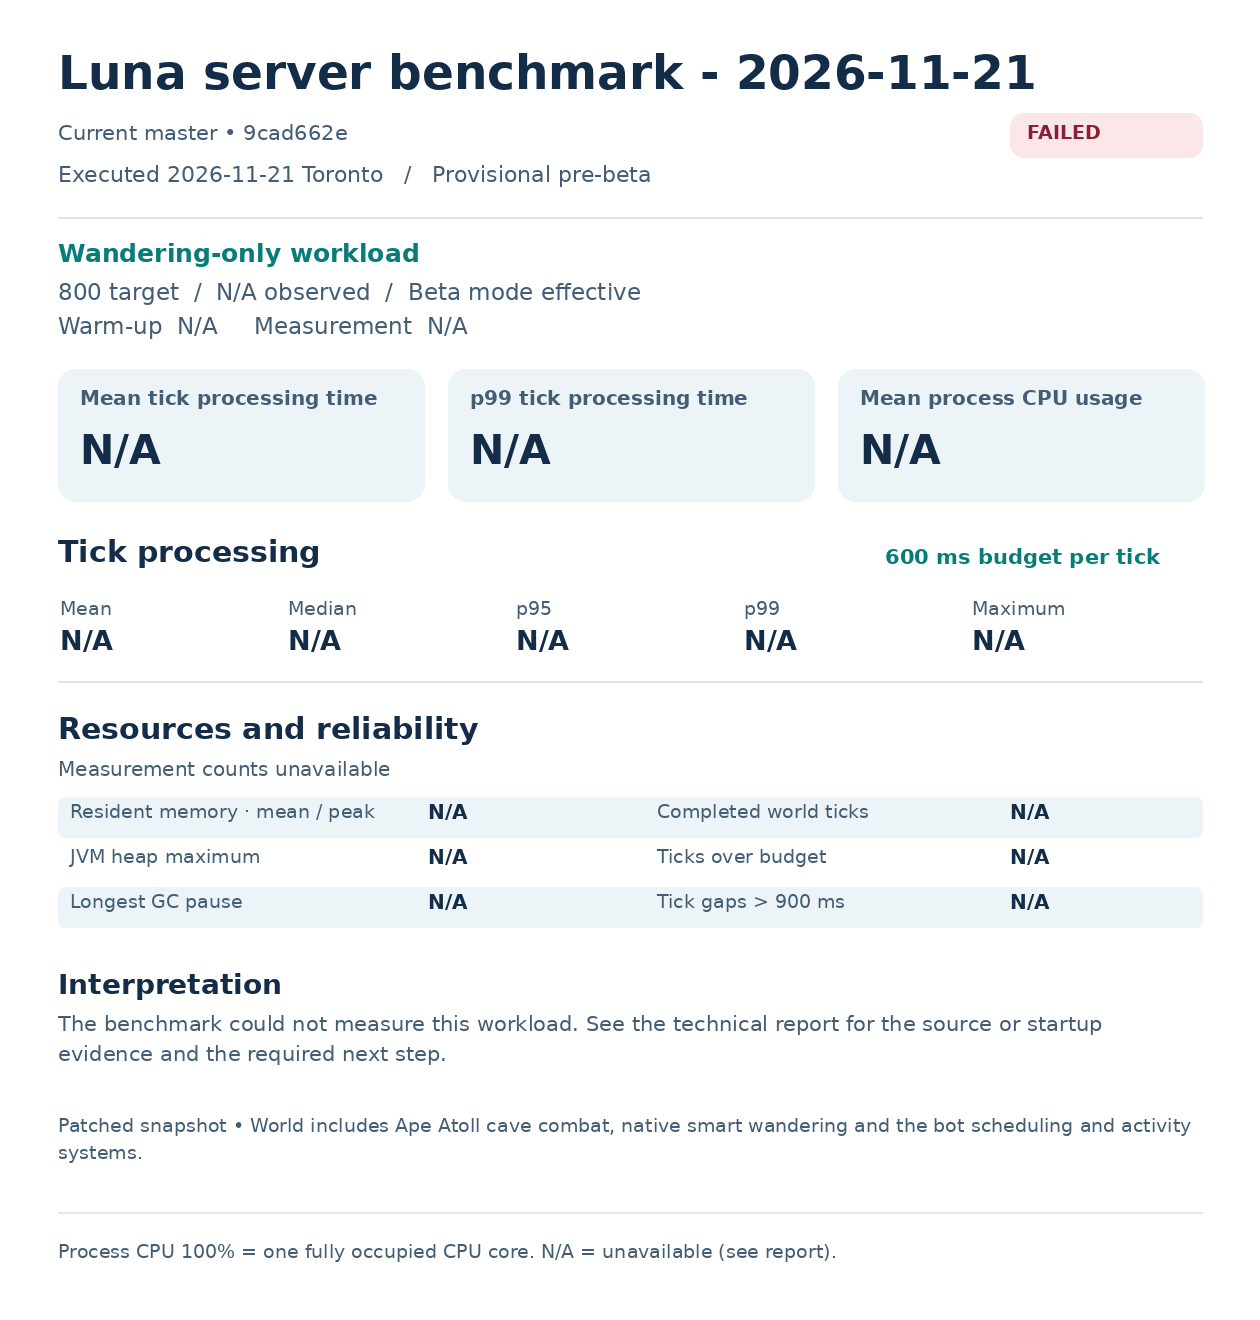 Luna server benchmark - 2026-11-21
Current master • 9cad662e
FAILED
Executed 2026-11-21 Toronto / Provisional pre-beta
Wandering-only workload
800 target / N/A observed / Beta mode effective
Warm-up N/A Measurement N/A
Mean tick processing time
N/A
p99 tick processing time
N/A
Mean process CPU usage
N/A
Tick processing
600 ms budget per tick
Mean Median p95 p99 Maximum
N/A N/A N/A N/A N/A
Resources and reliability
Measurement counts unavailable
Resident memory · mean / peak N/A Completed world ticks N/A
JVM heap maximum N/A Ticks over budget N/A
Longest GC pause N/A Tick gaps > 900 ms N/A
Interpretation
The benchmark could not measure this workload. See the technical report for the source or startup
evidence and the required next step.
Patched snapshot • World includes Ape Atoll cave combat, native smart wandering and the bot scheduling and activity
systems.
Process CPU 100% = one fully occupied CPU core. N/A = unavailable (see report).